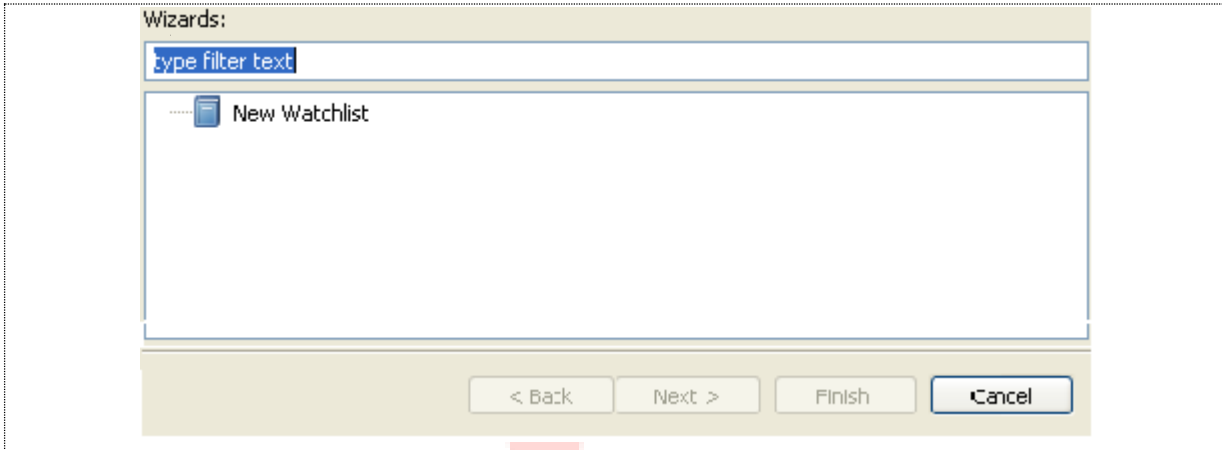 Wizards:
type filter text
New Watchlist
< Back Next > Finish Cancel